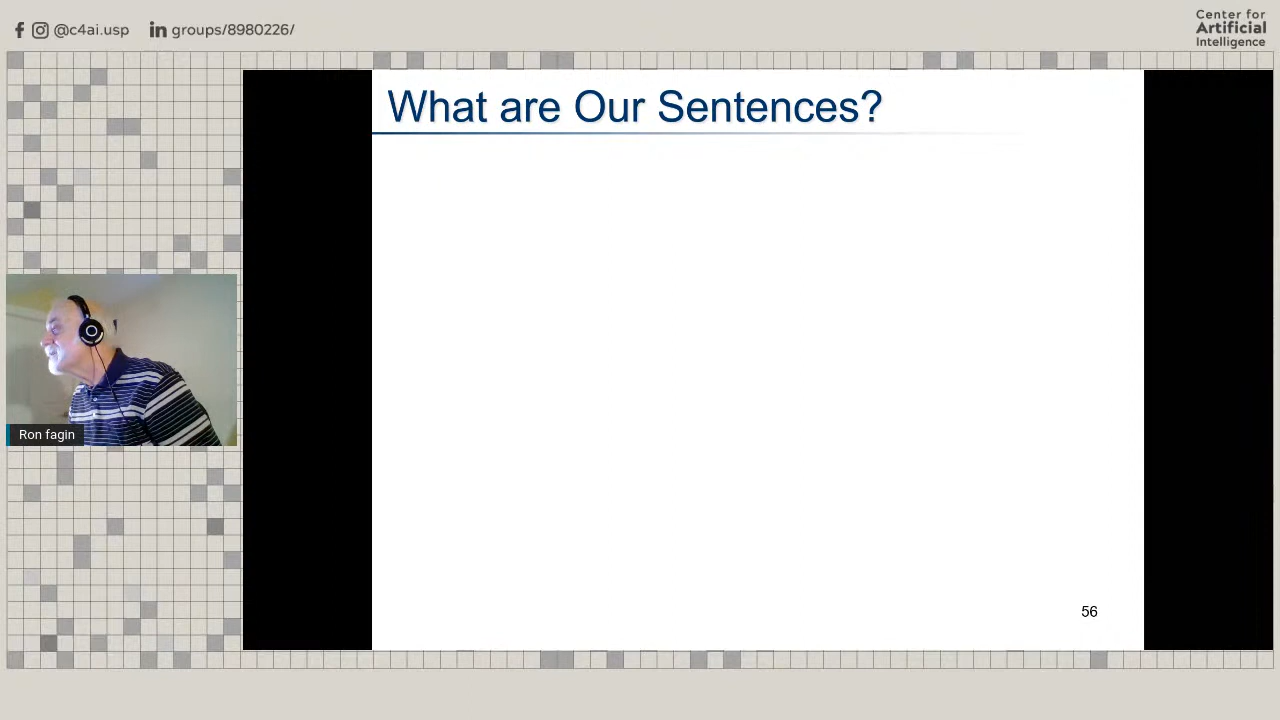 @c4ai.usp groups/8980226/
Center for
Artificial
Intelligence
What are Our Sentences?
Ron fagin
56